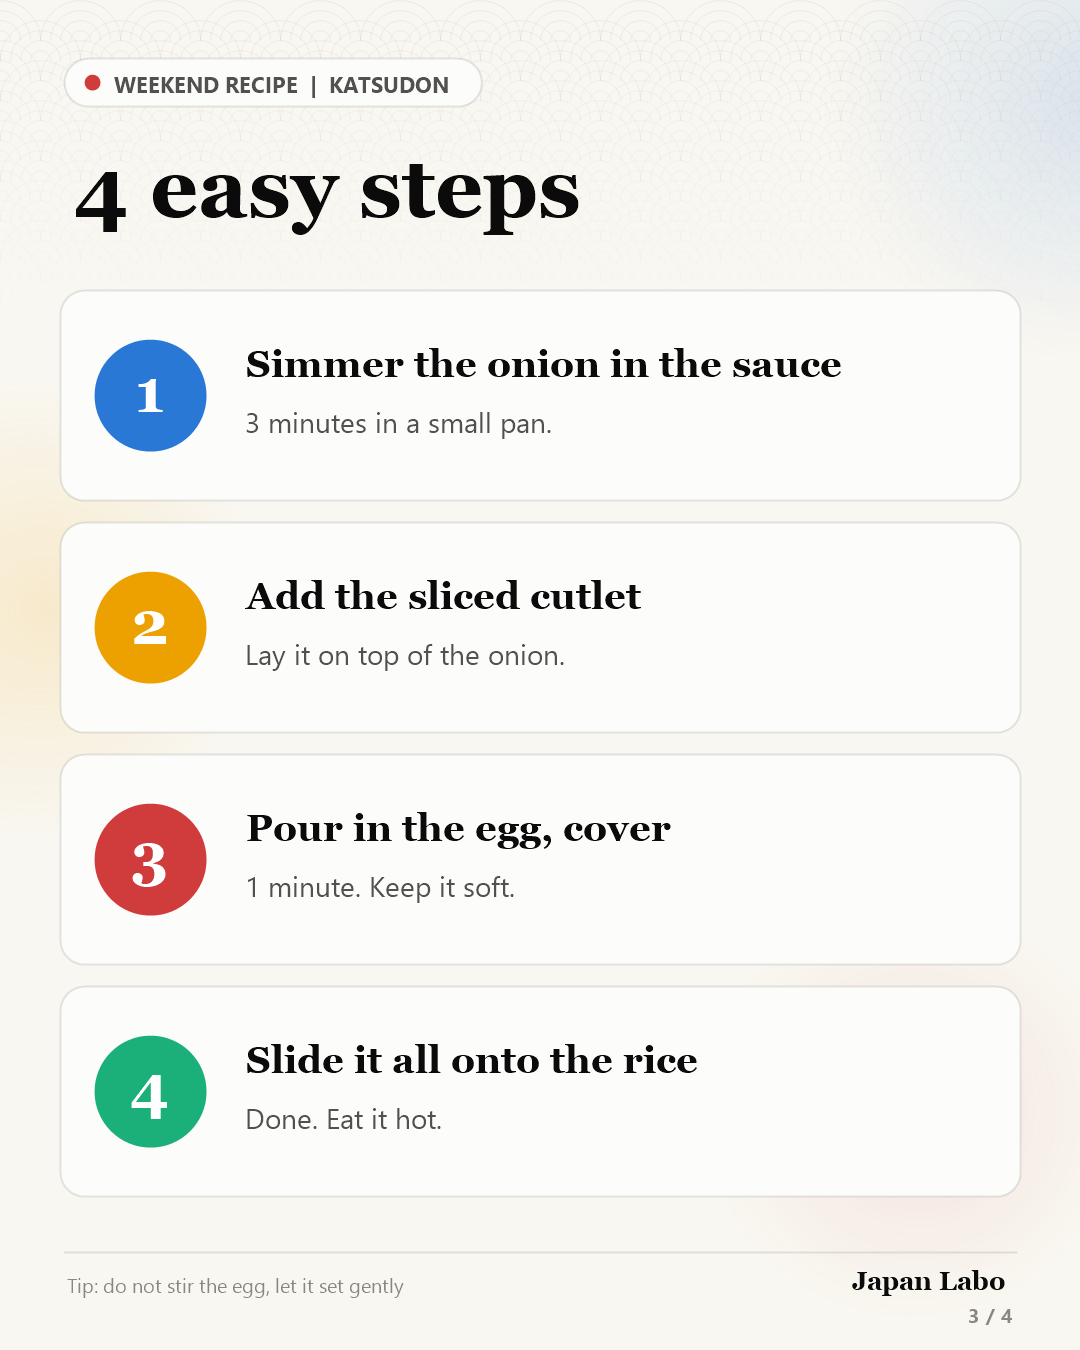 WEEKEND RECIPE | KATSUDON
4 easy steps
1
Simmer the onion in the sauce
3 minutes in a small pan.
2
Add the sliced cutlet
Lay it on top of the onion.
3
Pour in the egg, cover
1 minute. Keep it soft.
4
Slide it all onto the rice
Done. Eat it hot.
Tip: do not stir the egg, let it set gently
Japan Labo
3 / 4